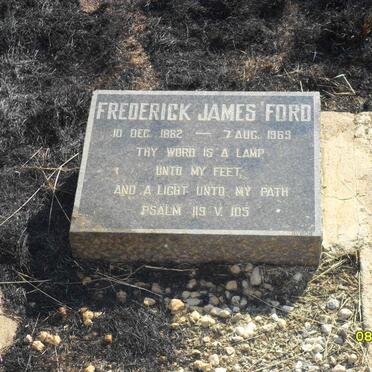 FREDERICK JAMES FORD
10 DEC. 1882 — 7 AUG. 1969
THY WORD IS A LAMP
UNTO MY FEET,
AND A LIGHT UNTO MY PATH
PSALM 119 V. 105
08